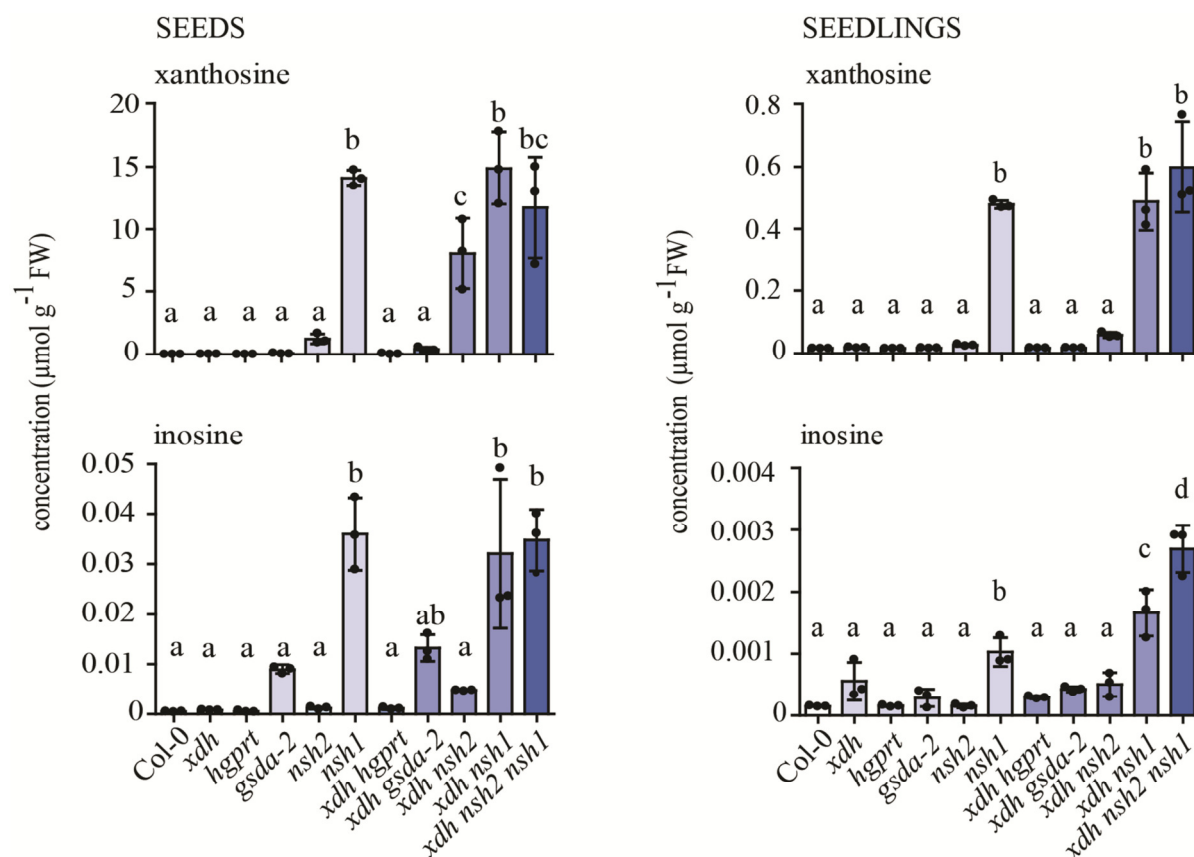 SEEDS
xanthosine
concentration (µmol g⁻¹ FW)
20
15
10
5
0
a a a a a b a a c b bc
inosine
0.05
0.04
0.03
0.02
0.01
0
a a a a a b a ab a b b
Col-0
xdh
hgprt
gsda-2
nsh2
nsh1
xdh hgprt
xdh gsda-2
xdh nsh2
xdh nsh1
xdh nsh2 nsh1
SEEDLINGS
xanthosine
concentration (µmol g⁻¹ FW)
0.8
0.6
0.4
0.2
0
a a a a a b a a a b b
inosine
0.004
0.003
0.002
0.001
0
a a a a a b a a a c d
Col-0
xdh
hgprt
gsda-2
nsh2
nsh1
xdh hgprt
xdh gsda-2
xdh nsh2
xdh nsh1
xdh nsh2 nsh1